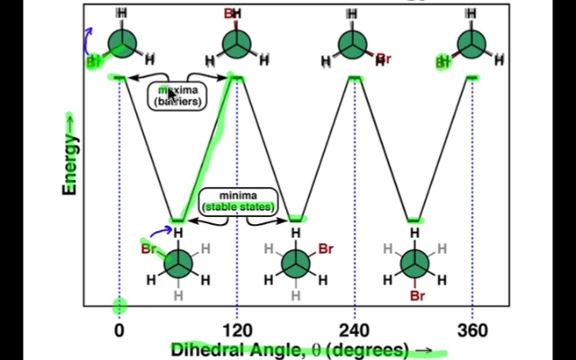 H
Br
H
H
Br
H
H
H
Br
H
H
H
Br
H
maxima
(barriers)
Energy→
minima
(stable states)
H
Br
H
H
H
H
H
H
Br
H
H
H
H
H
H
H
H
Br
0
120
240
360
Dihedral Angle, θ (degrees) →